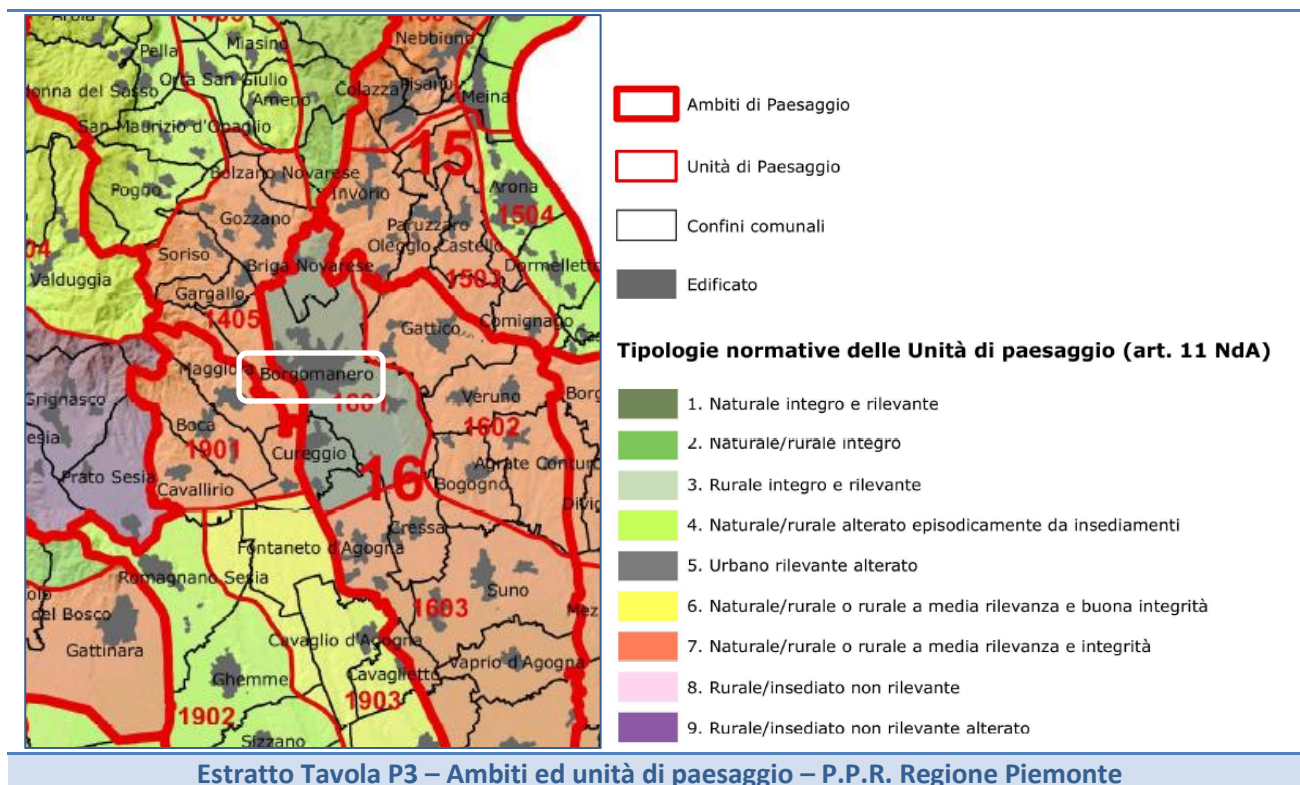 Arola
1403
1501
Nebbiuno
Pella
Miasino
Orta San Giulio
Ameno
Colazza
Pisano
Meina
San Maurizio d'Opaglio
15
Bolzano Novarese
Pogno
Invorio
Arona
Gozzano
1504
Paruzzaro
Soriso
Oleggio Castello
Valduggia
Briga Novarese
Dormelletto
1503
Gargallo
1405
Gattico
Comignago
Maggiora
Borgomanero
Grignasco
1601
Veruno
Boca
1602
1901
Cureggio
Prato Sesia
16
Agrate Conturb
Cavallirio
Bogogno
Divig
Cressa
Fontaneto d'Agogna
Romagnano Sesia
Suno
1603
del Bosco
Mez
Cavaglio d'Agogna
Gattinara
Vaprio d'Agogna
Ghemme
Cavaglietto
1902
1903
Sizzano
Ambiti di Paesaggio
Unità di Paesaggio
Confini comunali
Edificato
Tipologie normative delle Unità di paesaggio (art. 11 NdA)
1. Naturale integro e rilevante
2. Naturale/rurale integro
3. Rurale integro e rilevante
4. Naturale/rurale alterato episodicamente da insediamenti
5. Urbano rilevante alterato
6. Naturale/rurale o rurale a media rilevanza e buona integrità
7. Naturale/rurale o rurale a media rilevanza e integrità
8. Rurale/insediato non rilevante
9. Rurale/insediato non rilevante alterato
Estratto Tavola P3 – Ambiti ed unità di paesaggio – P.P.R. Regione Piemonte